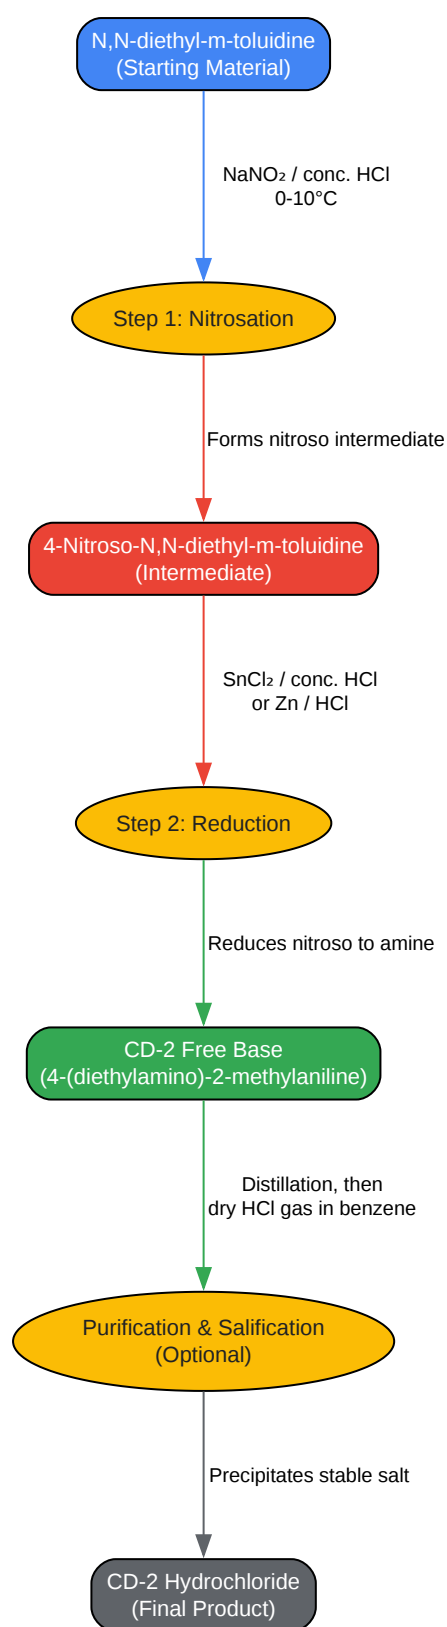 N,N-diethyl-m-toluidine
(Starting Material)
NaNO₂ / conc. HCl
0-10°C
Step 1: Nitrosation
Forms nitroso intermediate
4-Nitroso-N,N-diethyl-m-toluidine
(Intermediate)
SnCl₂ / conc. HCl
or Zn / HCl
Step 2: Reduction
Reduces nitroso to amine
CD-2 Free Base
(4-(diethylamino)-2-methylaniline)
Distillation, then
dry HCl gas in benzene
Purification & Salification
(Optional)
Precipitates stable salt
CD-2 Hydrochloride
(Final Product)